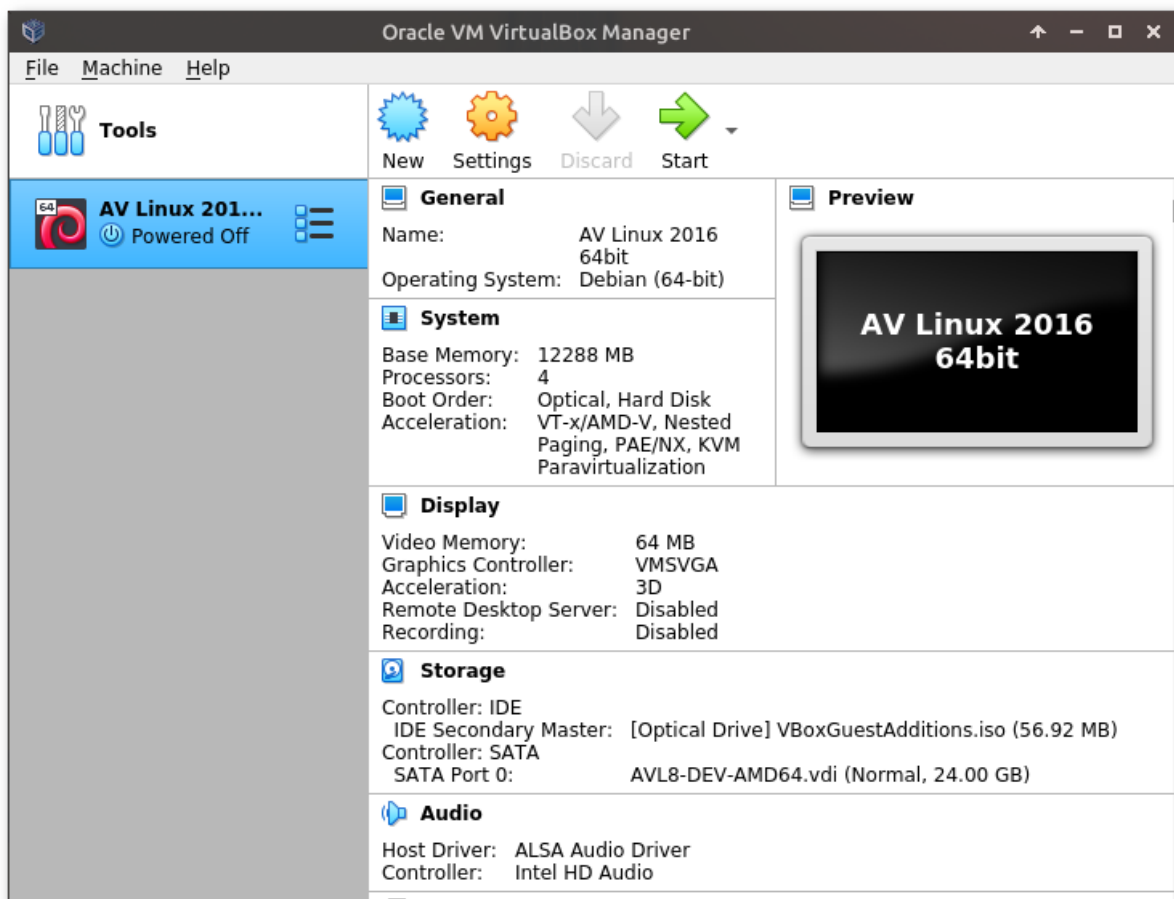 Oracle VM VirtualBox Manager
File Machine Help
Tools
New Settings Discard Start
64
AV Linux 201...
Powered Off
General
Name: AV Linux 2016
64bit
Operating System: Debian (64-bit)
Preview
AV Linux 2016
64bit
System
Base Memory: 12288 MB
Processors: 4
Boot Order: Optical, Hard Disk
Acceleration: VT-x/AMD-V, Nested
Paging, PAE/NX, KVM
Paravirtualization
Display
Video Memory: 64 MB
Graphics Controller: VMSVGA
Acceleration: 3D
Remote Desktop Server: Disabled
Recording: Disabled
Storage
Controller: IDE
IDE Secondary Master: [Optical Drive] VBoxGuestAdditions.iso (56.92 MB)
Controller: SATA
SATA Port 0: AVL8-DEV-AMD64.vdi (Normal, 24.00 GB)
Audio
Host Driver: ALSA Audio Driver
Controller: Intel HD Audio